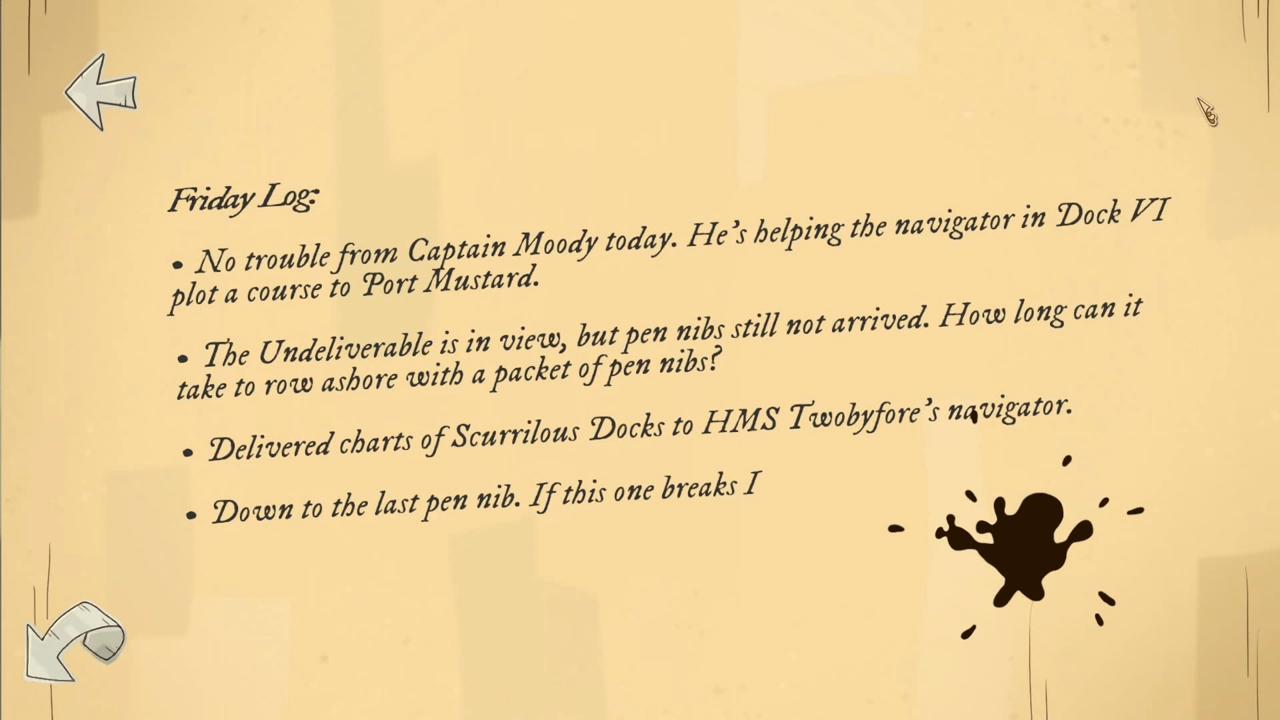 Friday Log:
• No trouble from Captain Moody today. He's helping the navigator in Dock VI
plot a course to Port Mustard.
• The Undeliverable is in view, but pen nibs still not arrived. How long can it
take to row ashore with a packet of pen nibs?
• Delivered charts of Scurrilous Docks to HMS Twobyfore's navigator.
• Down to the last pen nib. If this one breaks I